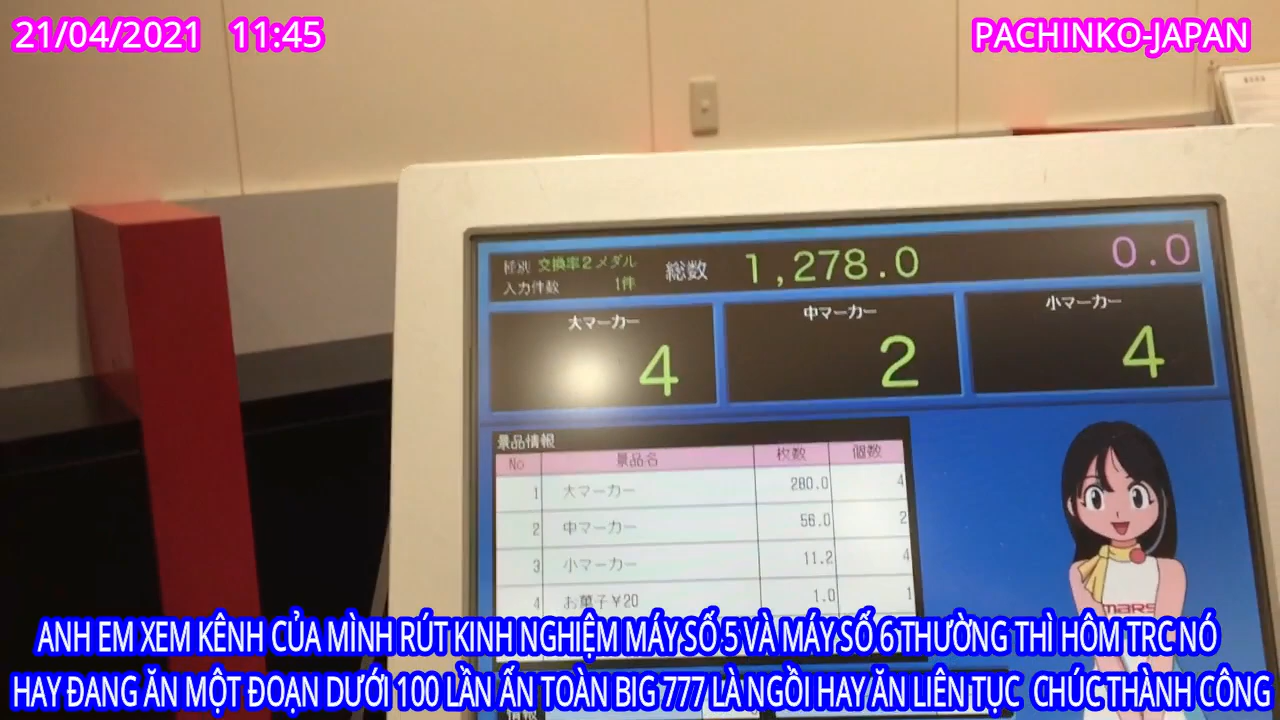 21/04/2021 11:45
PACHINKO-JAPAN
種別 交換率2メダル
入力件数 1件
総数 1,278.0
0.0
大マーカー
4
中マーカー
2
小マーカー
4
景品情報
No 景品名 枚数 個数
1 大マーカー 280.0 4
2 中マーカー 56.0 2
3 小マーカー 11.2 4
4 お菓子¥20 1.0 1
MARS
ANH EM XEM KÊNH CỦA MÌNH RÚT KINH NGHIỆM MÁY SỐ 5 VÀ MÁY SỐ 6 THƯỜNG THÌ HÔM TRC NÓ
HAY ĐANG ĂN MỘT ĐOẠN DƯỚI 100 LẦN ẤN TOÀN BIG 777 LÀ NGỒI HAY ĂN LIÊN TỤC CHÚC THÀNH CÔNG